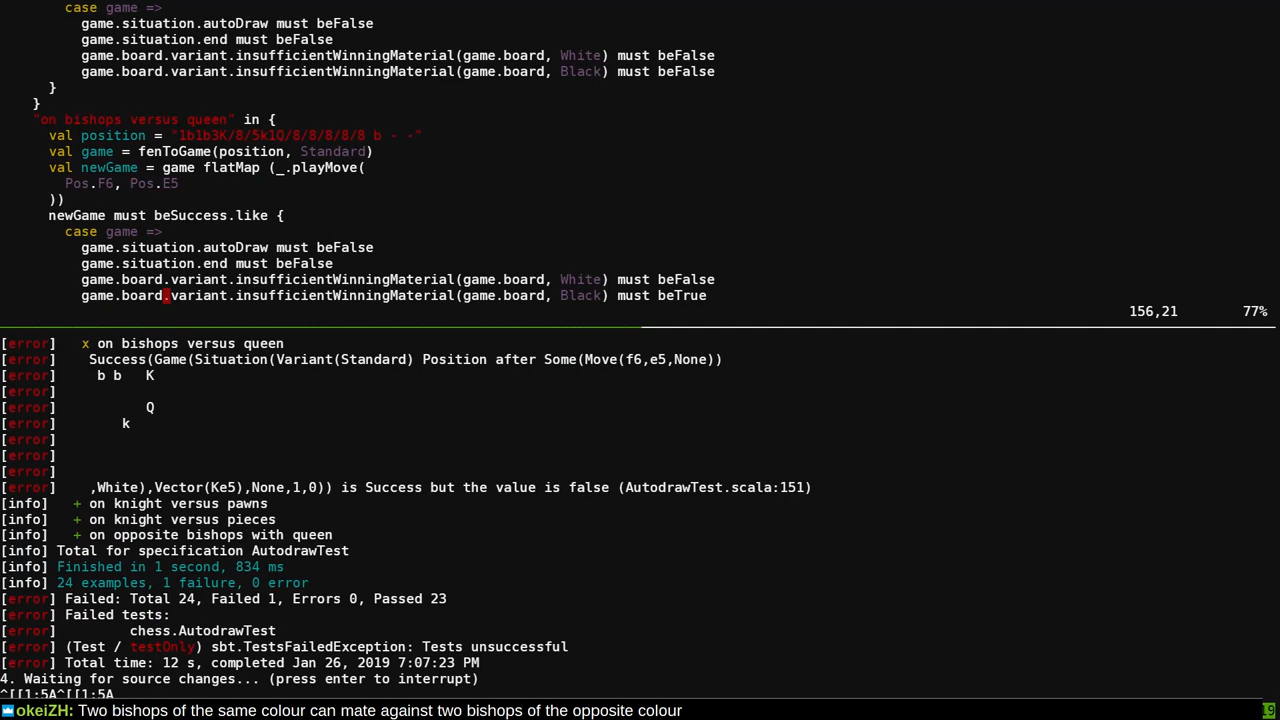 case game =>
game.situation.autoDraw must beFalse
game.situation.end must beFalse
game.board.variant.insufficientWinningMaterial(game.board, White) must beFalse
game.board.variant.insufficientWinningMaterial(game.board, Black) must beFalse
}
}
"on bishops versus queen" in {
val position = "1b1b3K/8/5k1Q/8/8/8/8/8 b - -"
val game = fenToGame(position, Standard)
val newGame = game flatMap (_.playMove(
Pos.F6, Pos.E5
))
newGame must beSuccess.like {
case game =>
game.situation.autoDraw must beFalse
game.situation.end must beFalse
game.board.variant.insufficientWinningMaterial(game.board, White) must beFalse
game.board.variant.insufficientWinningMaterial(game.board, Black) must beTrue
156,21 77%
[error] x on bishops versus queen
[error] Success(Game(Situation(Variant(Standard) Position after Some(Move(f6,e5,None))
[error] b b K
[error]
[error] Q
[error] k
[error]
[error]
[error]
[error] ,White),Vector(Ke5),None,1,0)) is Success but the value is false (AutodrawTest.scala:151)
[info] + on knight versus pawns
[info] + on knight versus pieces
[info] + on opposite bishops with queen
[info] Total for specification AutodrawTest
[info] Finished in 1 second, 834 ms
[info] 24 examples, 1 failure, 0 error
[error] Failed: Total 24, Failed 1, Errors 0, Passed 23
[error] Failed tests:
[error] chess.AutodrawTest
[error] (Test / testOnly) sbt.TestsFailedException: Tests unsuccessful
[error] Total time: 12 s, completed Jan 26, 2019 7:07:23 PM
4. Waiting for source changes... (press enter to interrupt)
^[[1;5A^[[1;5A
okeiZH: Two bishops of the same colour can mate against two bishops of the opposite colour